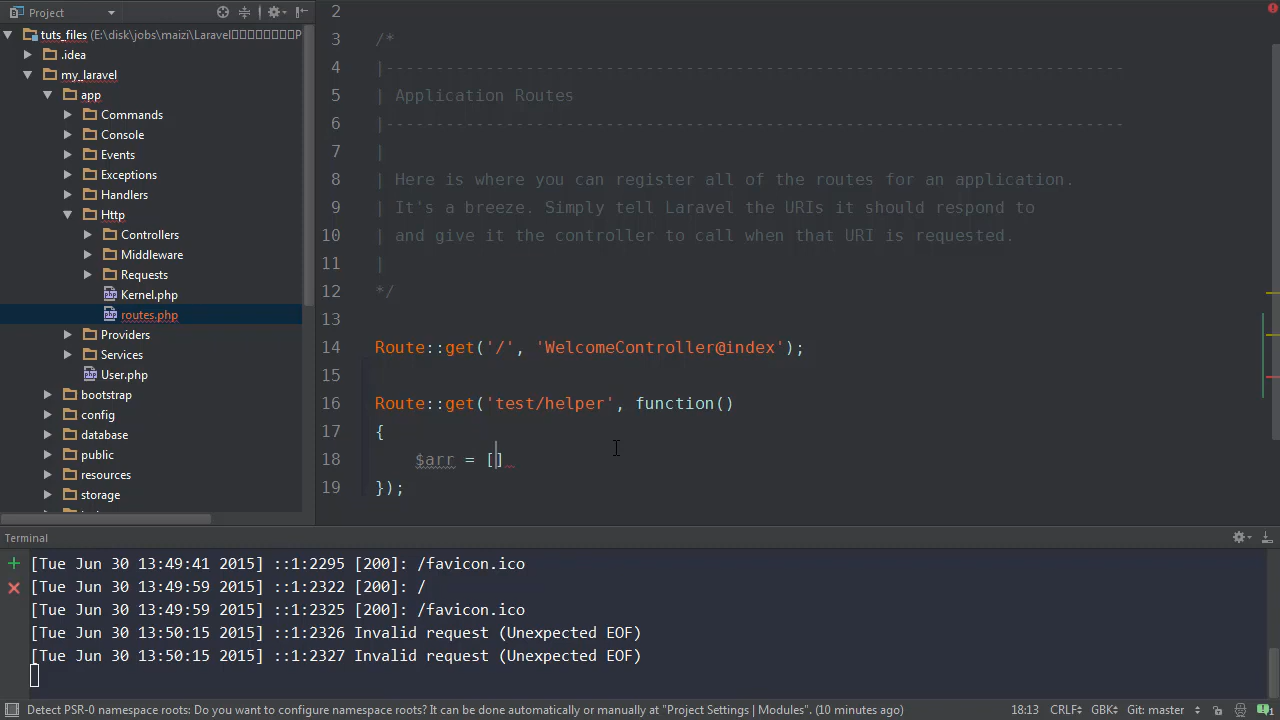 Project
tuts_files (E:\disk\jobs\maizi\Laravel
.idea
my_laravel
app
Commands
Console
Events
Exceptions
Handlers
Http
Controllers
Middleware
Requests
Kernel.php
routes.php
Providers
Services
User.php
bootstrap
config
database
public
resources
storage
2
3 /*
4 |--------------------------------------------------------------------------
5 | Application Routes
6 |--------------------------------------------------------------------------
7 |
8 | Here is where you can register all of the routes for an application.
9 | It's a breeze. Simply tell Laravel the URIs it should respond to
10 | and give it the controller to call when that URI is requested.
11 |
12 */
13
14 Route::get('/', 'WelcomeController@index');
15
16 Route::get('test/helper', function()
17 {
18 $arr = []
19 });
Terminal
[Tue Jun 30 13:49:41 2015] ::1:2295 [200]: /favicon.ico
[Tue Jun 30 13:49:59 2015] ::1:2322 [200]: /
[Tue Jun 30 13:49:59 2015] ::1:2325 [200]: /favicon.ico
[Tue Jun 30 13:50:15 2015] ::1:2326 Invalid request (Unexpected EOF)
[Tue Jun 30 13:50:15 2015] ::1:2327 Invalid request (Unexpected EOF)
Detect PSR-0 namespace roots: Do you want to configure namespace roots? It can be done automatically or manually at "Project Settings | Modules". (10 minutes ago) 18:13 CRLF÷ GBK÷ Git: master ÷